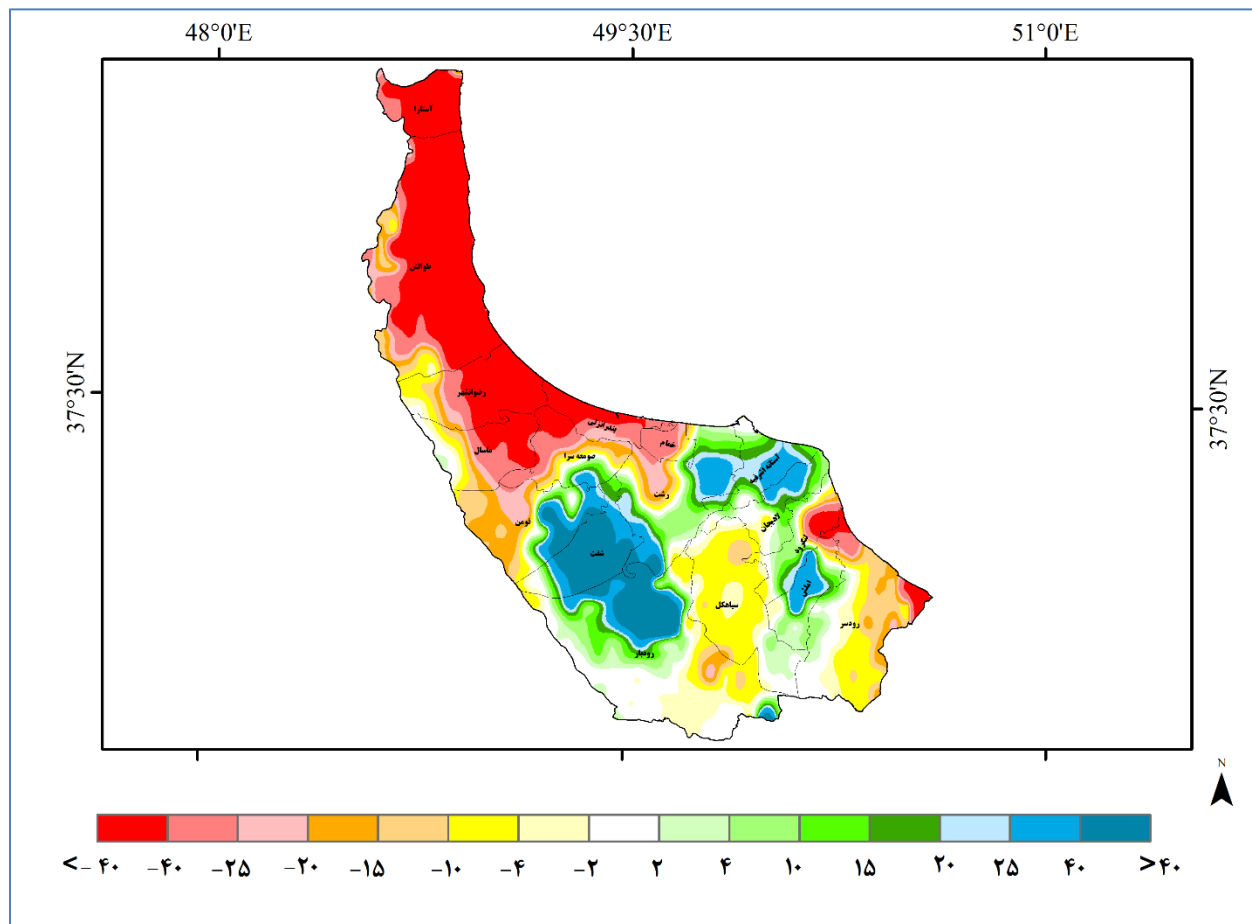 48°0'E 49°30'E 51°0'E
37°30'N
37°30'N
آستارا
طوالش
رضوانشهر
ماسال
بندرانزلی
خمام
صومعه سرا
رشت
آستانه اشرفیه
فومن
لاهیجان
لنگرود
شفت
املش
سیاهکل
رودسر
رودبار
N
<-۴۰ -۴۰ -۲۵ -۲۰ -۱۵ -۱۰ -۴ -۲ ۲ ۴ ۱۰ ۱۵ ۲۰ ۲۵ ۴۰ >۴۰